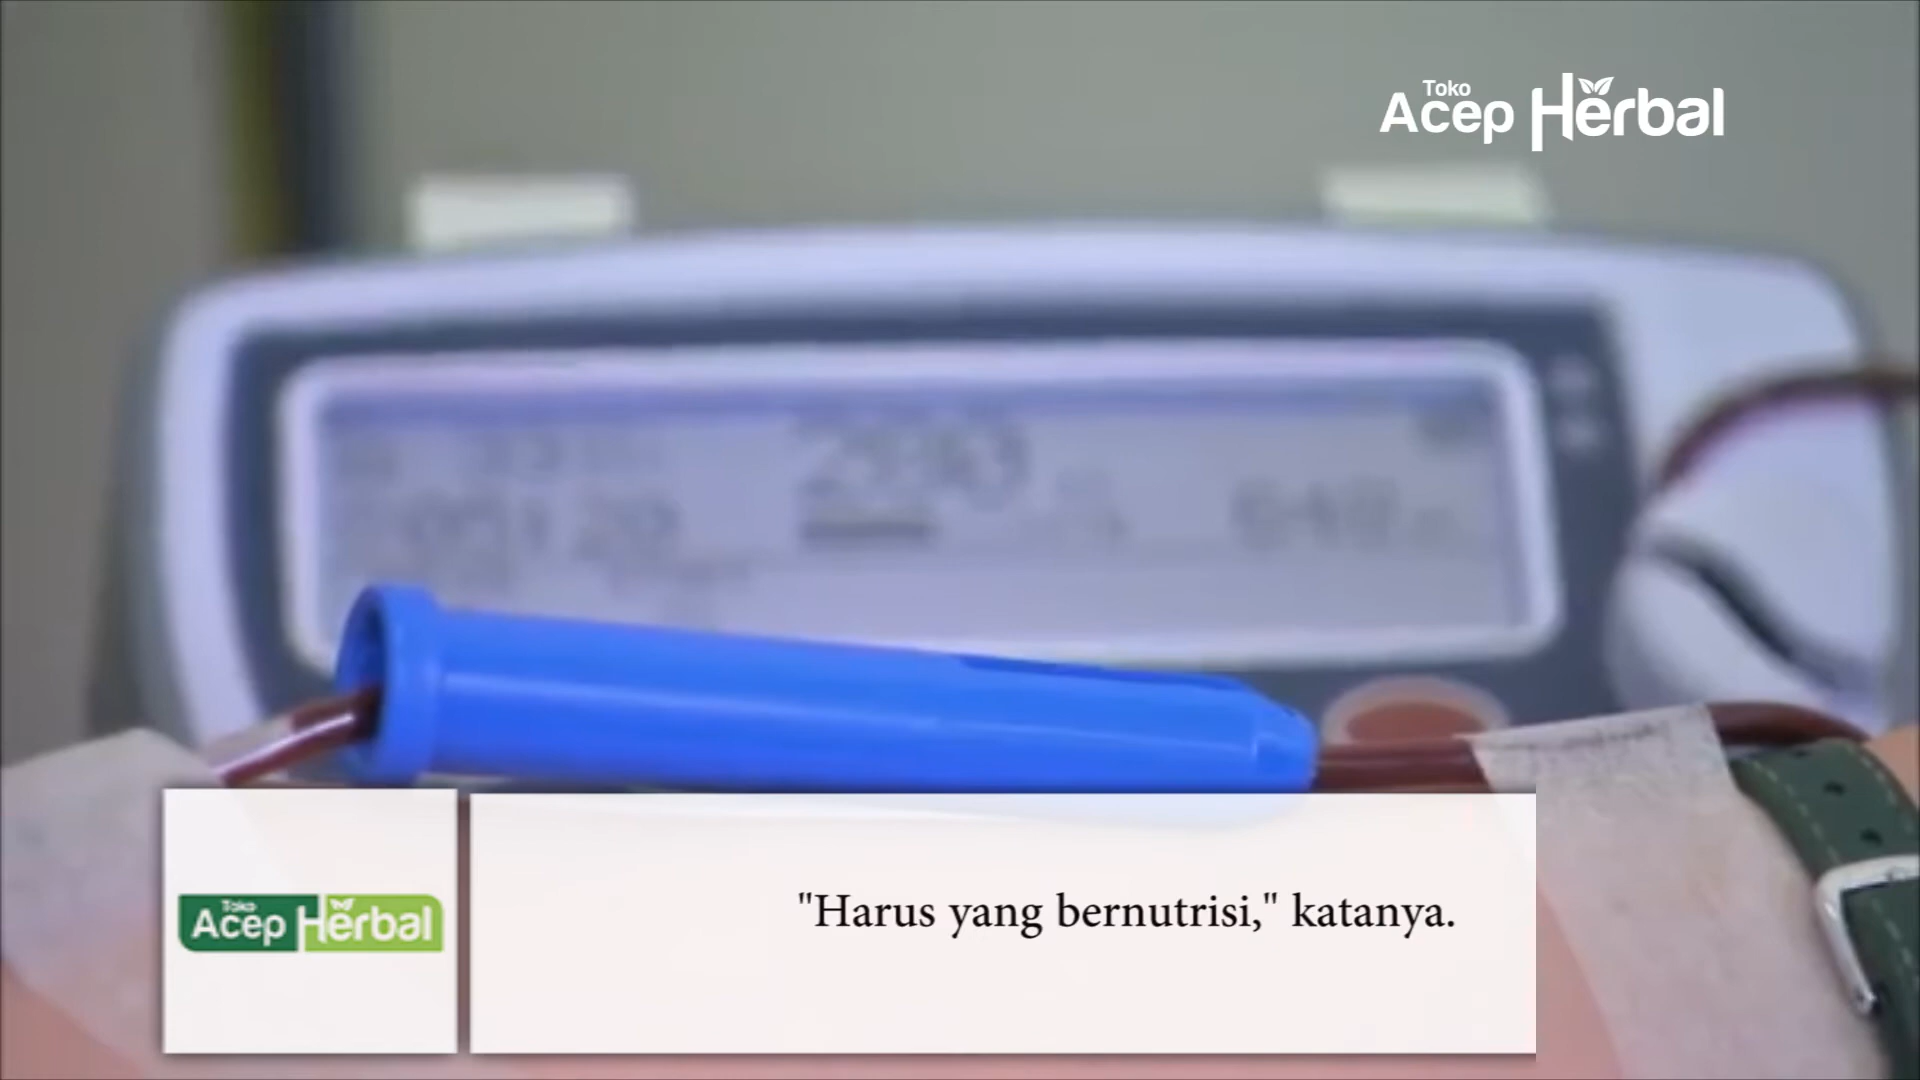 Toko
Acep Herbal
Toko
Acep Herbal
"Harus yang bernutrisi," katanya.